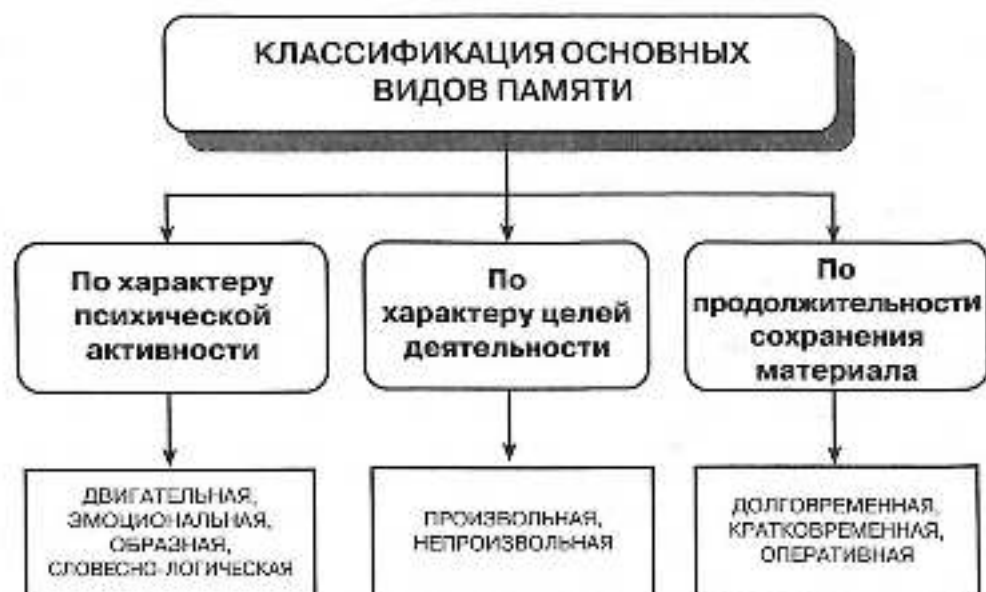 КЛАССИФИКАЦИЯ ОСНОВНЫХ
ВИДОВ ПАМЯТИ
По характеру
психической
активности
По
характеру целей
деятельности
По
продолжительности
сохранения
материала
ДВИГАТЕЛЬНАЯ,
ЭМОЦИОНАЛЬНАЯ,
ОБРАЗНАЯ,
СЛОВЕСНО-ЛОГИЧЕСКАЯ
ПРОИЗВОЛЬНАЯ,
НЕПРОИЗВОЛЬНАЯ
ДОЛГОВРЕМЕННАЯ,
КРАТКОВРЕМЕННАЯ,
ОПЕРАТИВНАЯ